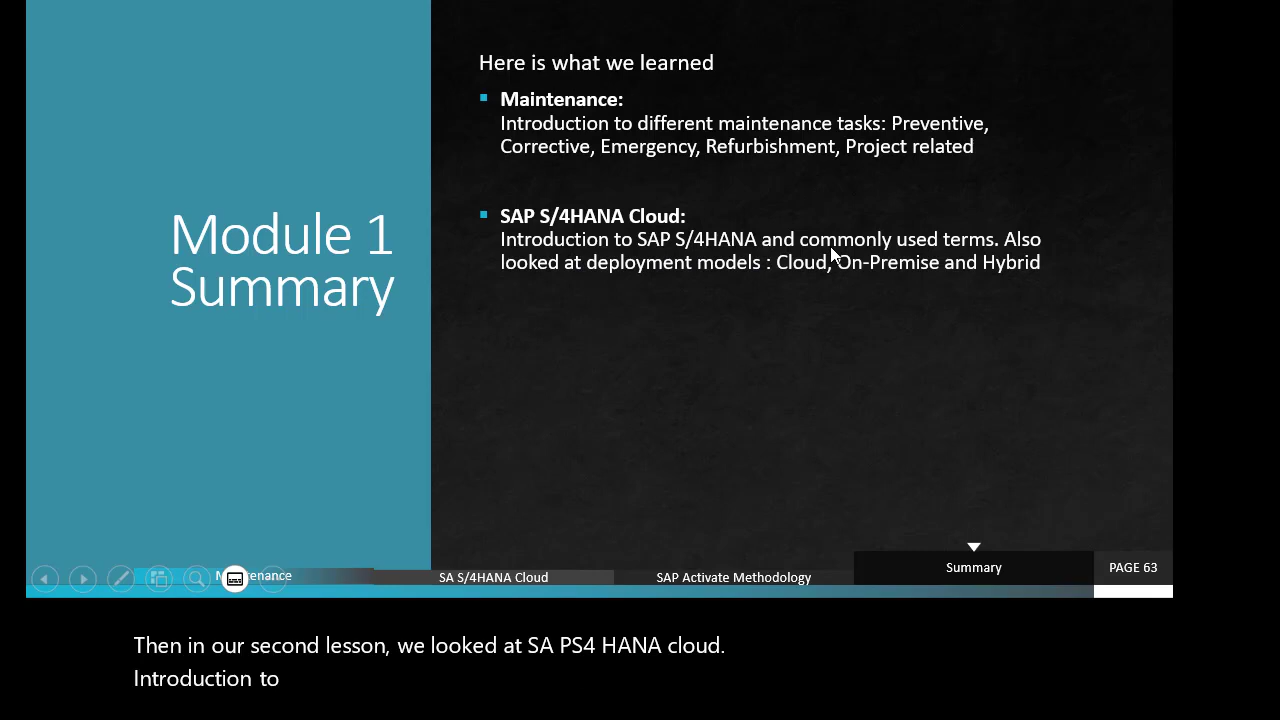 Module 1
Summary
Here is what we learned
Maintenance:
Introduction to different maintenance tasks: Preventive,
Corrective, Emergency, Refurbishment, Project related
SAP S/4HANA Cloud:
Introduction to SAP S/4HANA and commonly used terms. Also
looked at deployment models : Cloud, On-Premise and Hybrid
SA S/4HANA Cloud
SAP Activate Methodology
Summary
PAGE 63
Then in our second lesson, we looked at SA PS4 HANA cloud.
Introduction to